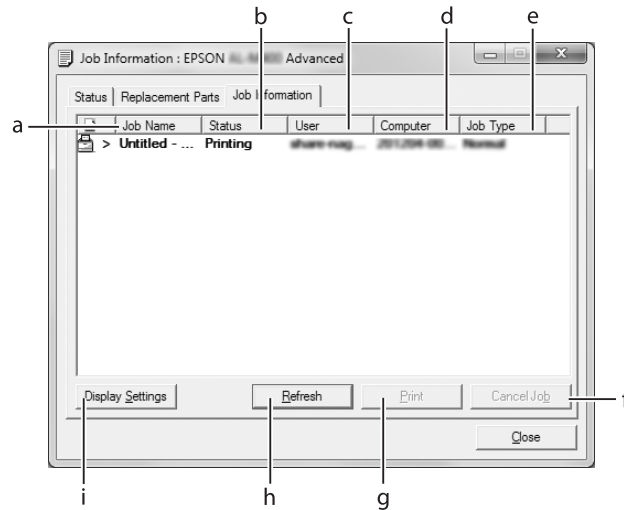 b c d e
Job Information : EPSON Advanced
Status Replacement Parts Job Information
a Job Name Status User Computer Job Type
> Untitled - ... Printing
Display Settings Refresh Print Cancel Job
Close
i h g